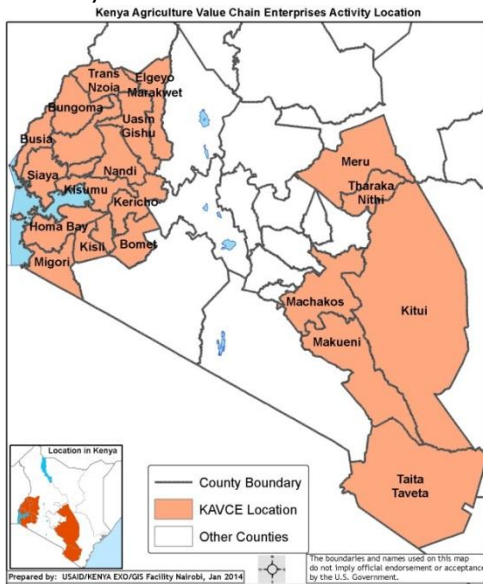 Kenya Agriculture Value Chain Enterprises Activity Location
Trans
Nzoia
Elgeyo
Marakwet
Bungoma
Uasin
Gishu
Busia
Nandi
Siaya
Kisumu
Kericho
Homa Bay
Kisii
Bomet
Migori
Meru
Tharaka
Nithi
Machakos
Kitui
Makueni
Taita
Taveta
Location in Kenya
County Boundary
KAVCE Location
Other Counties
Prepared by: USAID/KENYA EXO/GIS Facility Nairobi, Jan 2014
The boundaries and names used on this map
do not imply official endorsement or acceptance
by the U.S. Government.